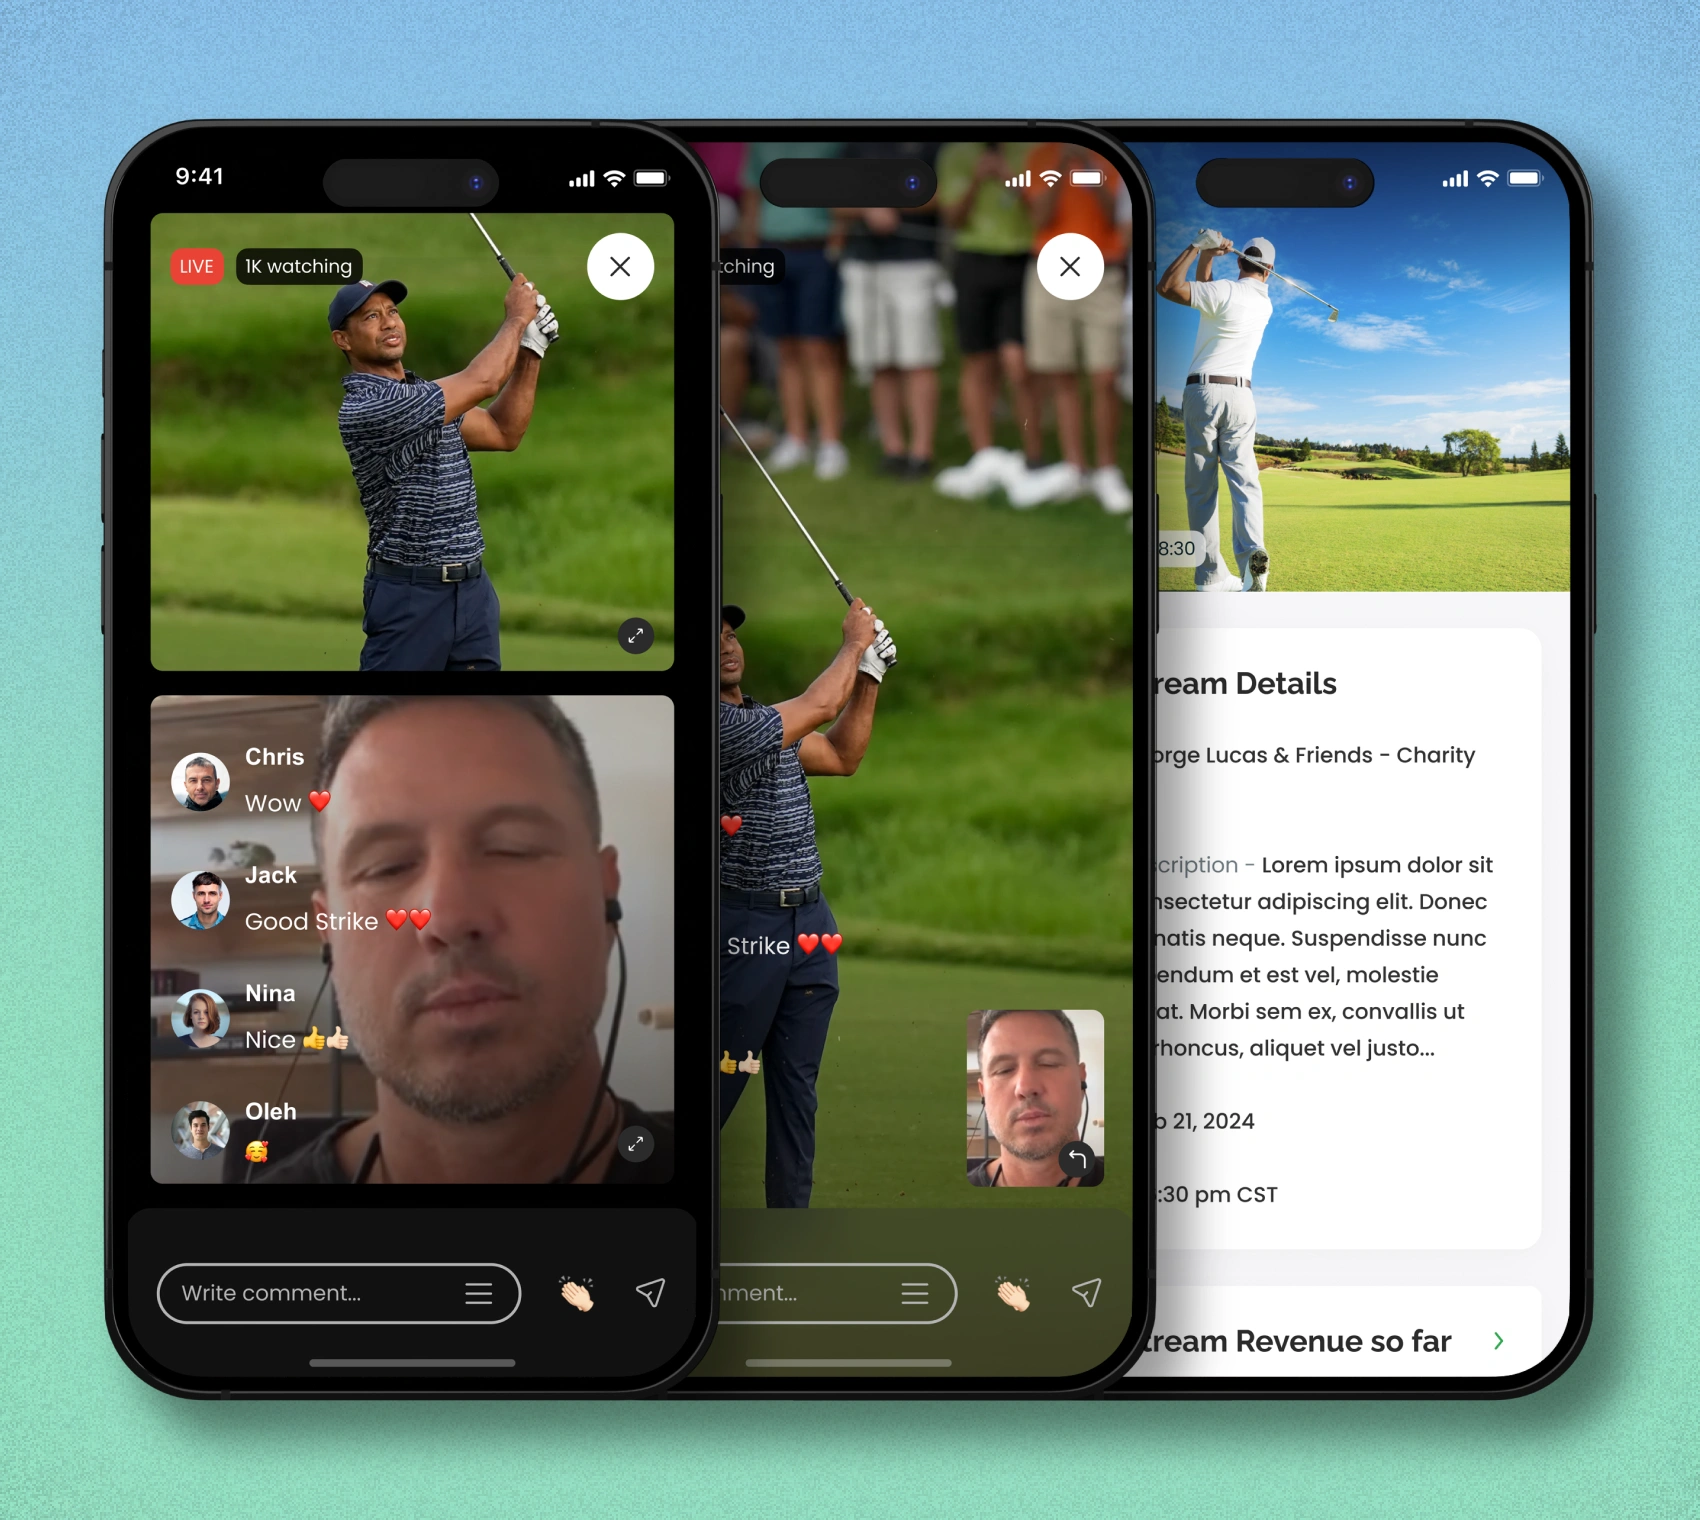 9:41
LIVE
1K watching
Chris
Wow ❤️
Jack
Good Strike ❤️❤️
Nina
Nice 👍👍🏻
Oleh
🥰
Write comment...
tching
❤️
Strike ❤️❤️
👍👍🏻
nment...
8:30
ream Details
orge Lucas & Friends - Charity
scription - Lorem ipsum dolor sit
nsectetur adipiscing elit. Donec
natis neque. Suspendisse nunc
endum et est vel, molestie
at. Morbi sem ex, convallis ut
rhoncus, aliquet vel justo...
b 21, 2024
:30 pm CST
tream Revenue so far